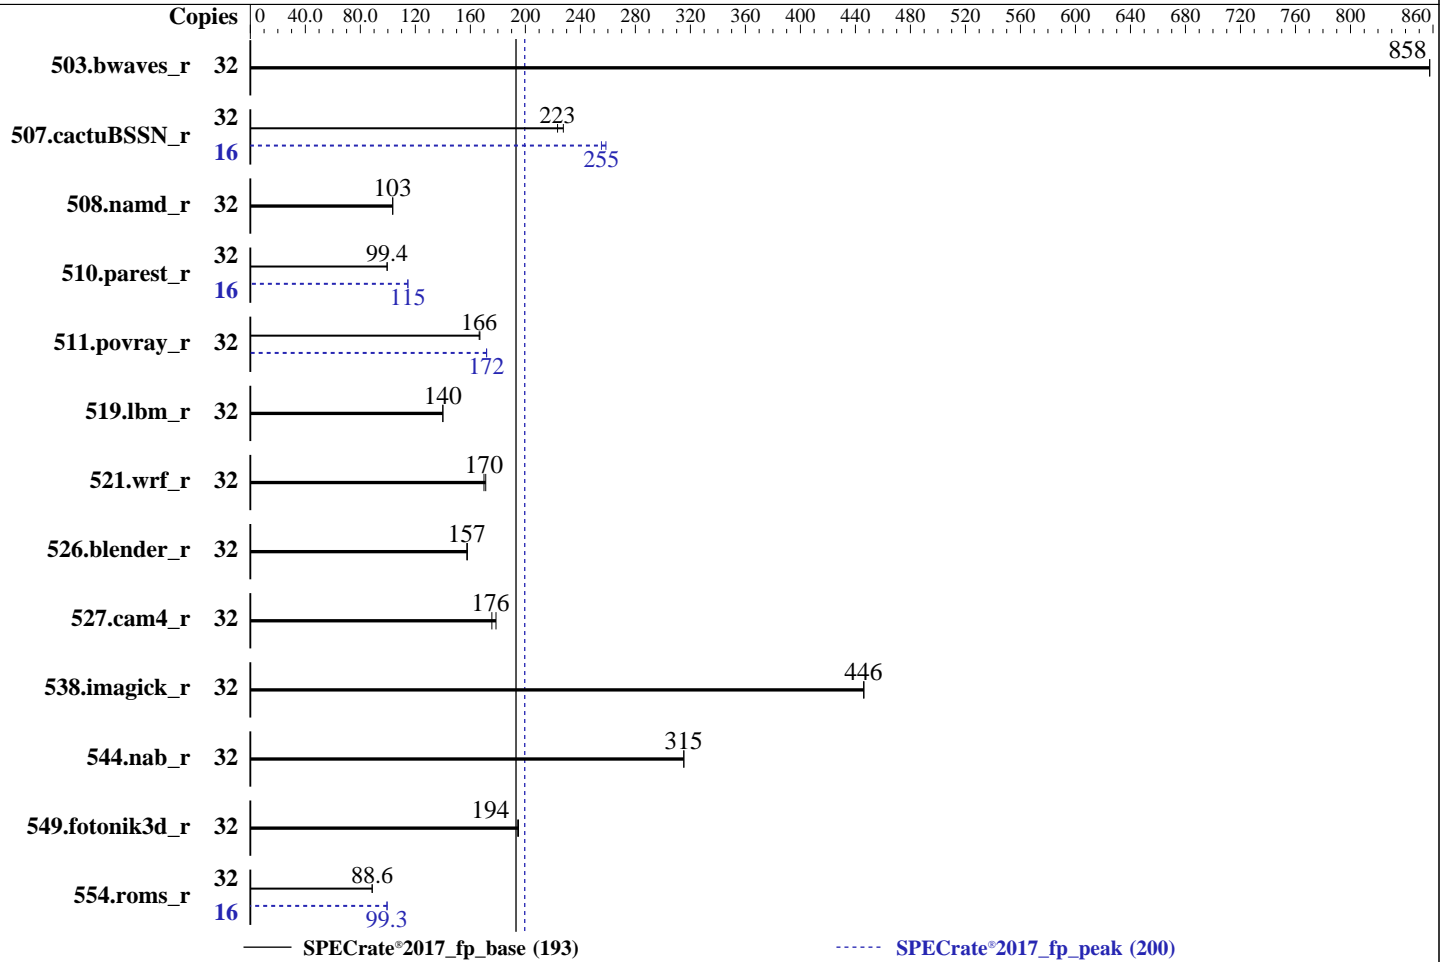 Copies 0 40.0 80.0 120 160 200 240 280 320 360 400 440 480 520 560 600 640 680 720 760 800 860
503.bwaves_r 32 858
507.cactuBSSN_r 32 223
16 255
508.namd_r 32 103
510.parest_r 32 99.4
16 115
511.povray_r 32 166
172
519.lbm_r 32 140
521.wrf_r 32 170
526.blender_r 32 157
527.cam4_r 32 176
538.imagick_r 32 446
544.nab_r 32 315
549.fotonik3d_r 32 194
554.roms_r 32 88.6
16 99.3
SPECrate®2017_fp_base (193) SPECrate®2017_fp_peak (200)